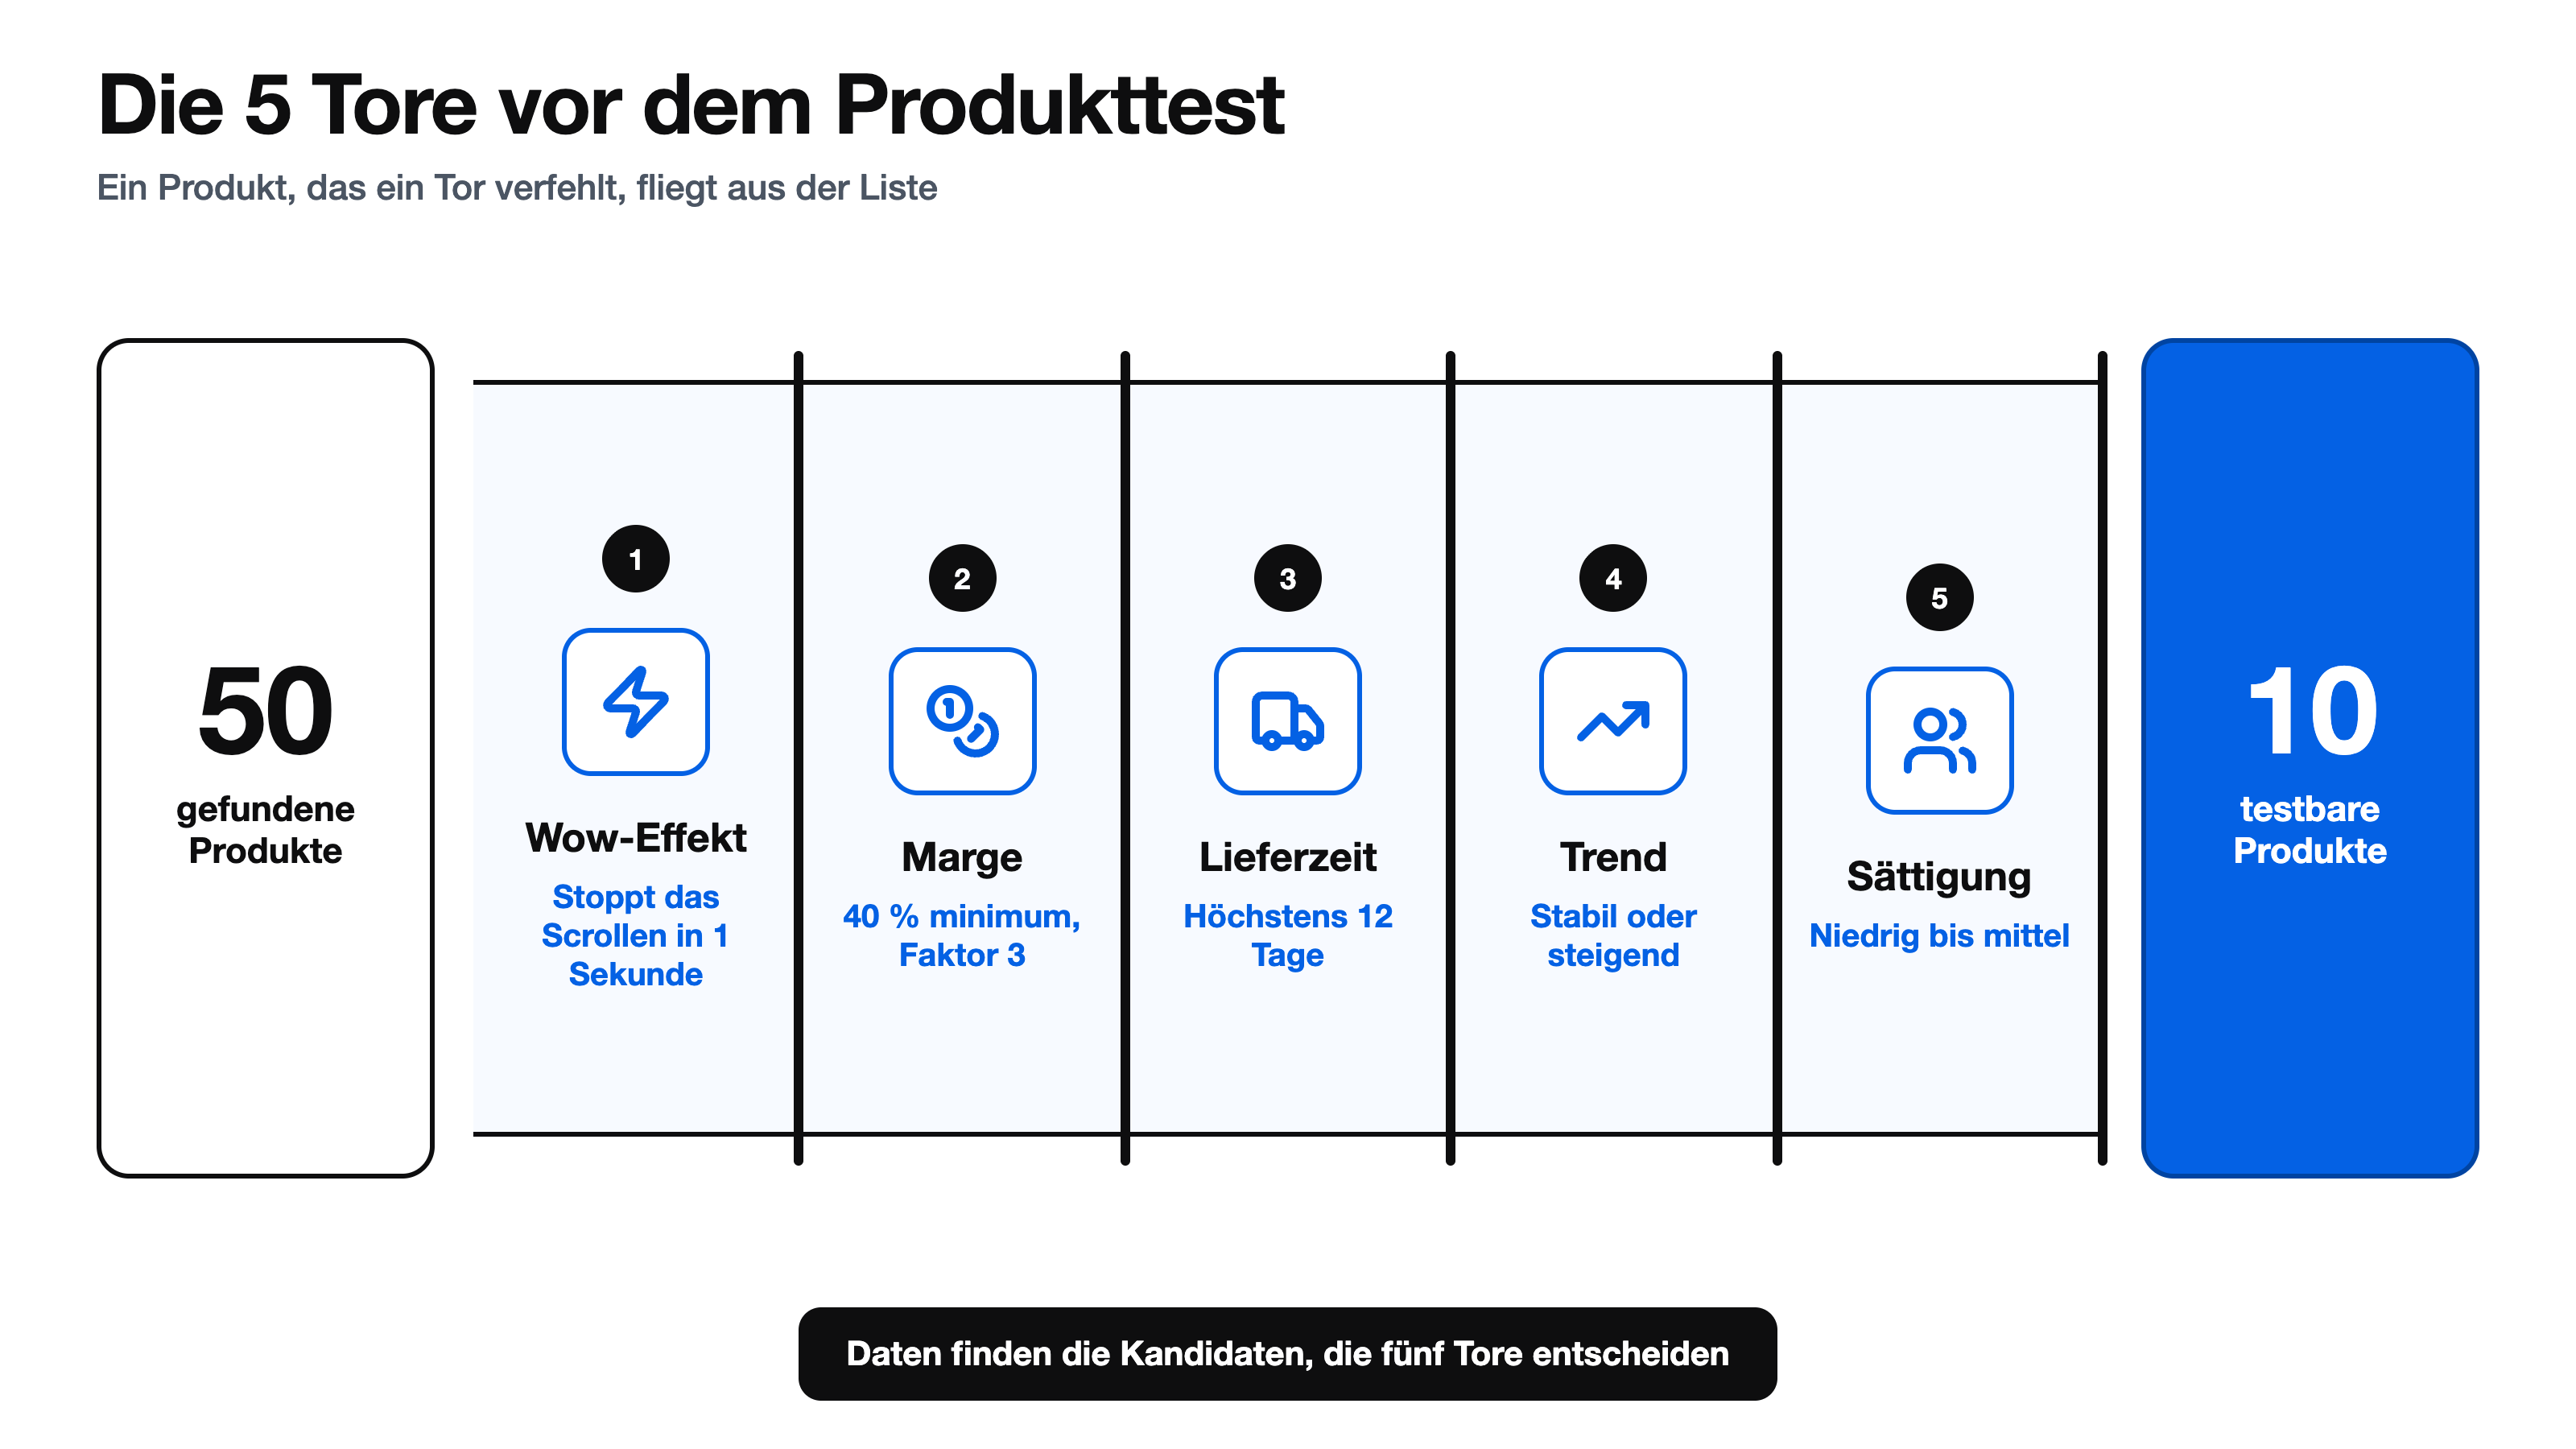 Die 5 Tore vor dem Produkttest
Ein Produkt, das ein Tor verfehlt, fliegt aus der Liste
50
gefundene
Produkte
1
Wow-Effekt
Stoppt das
Scrollen in 1
Sekunde
2
Marge
40 % minimum,
Faktor 3
3
Lieferzeit
Höchstens 12
Tage
4
Trend
Stabil oder
steigend
5
Sättigung
Niedrig bis mittel
10
testbare
Produkte
Daten finden die Kandidaten, die fünf Tore entscheiden